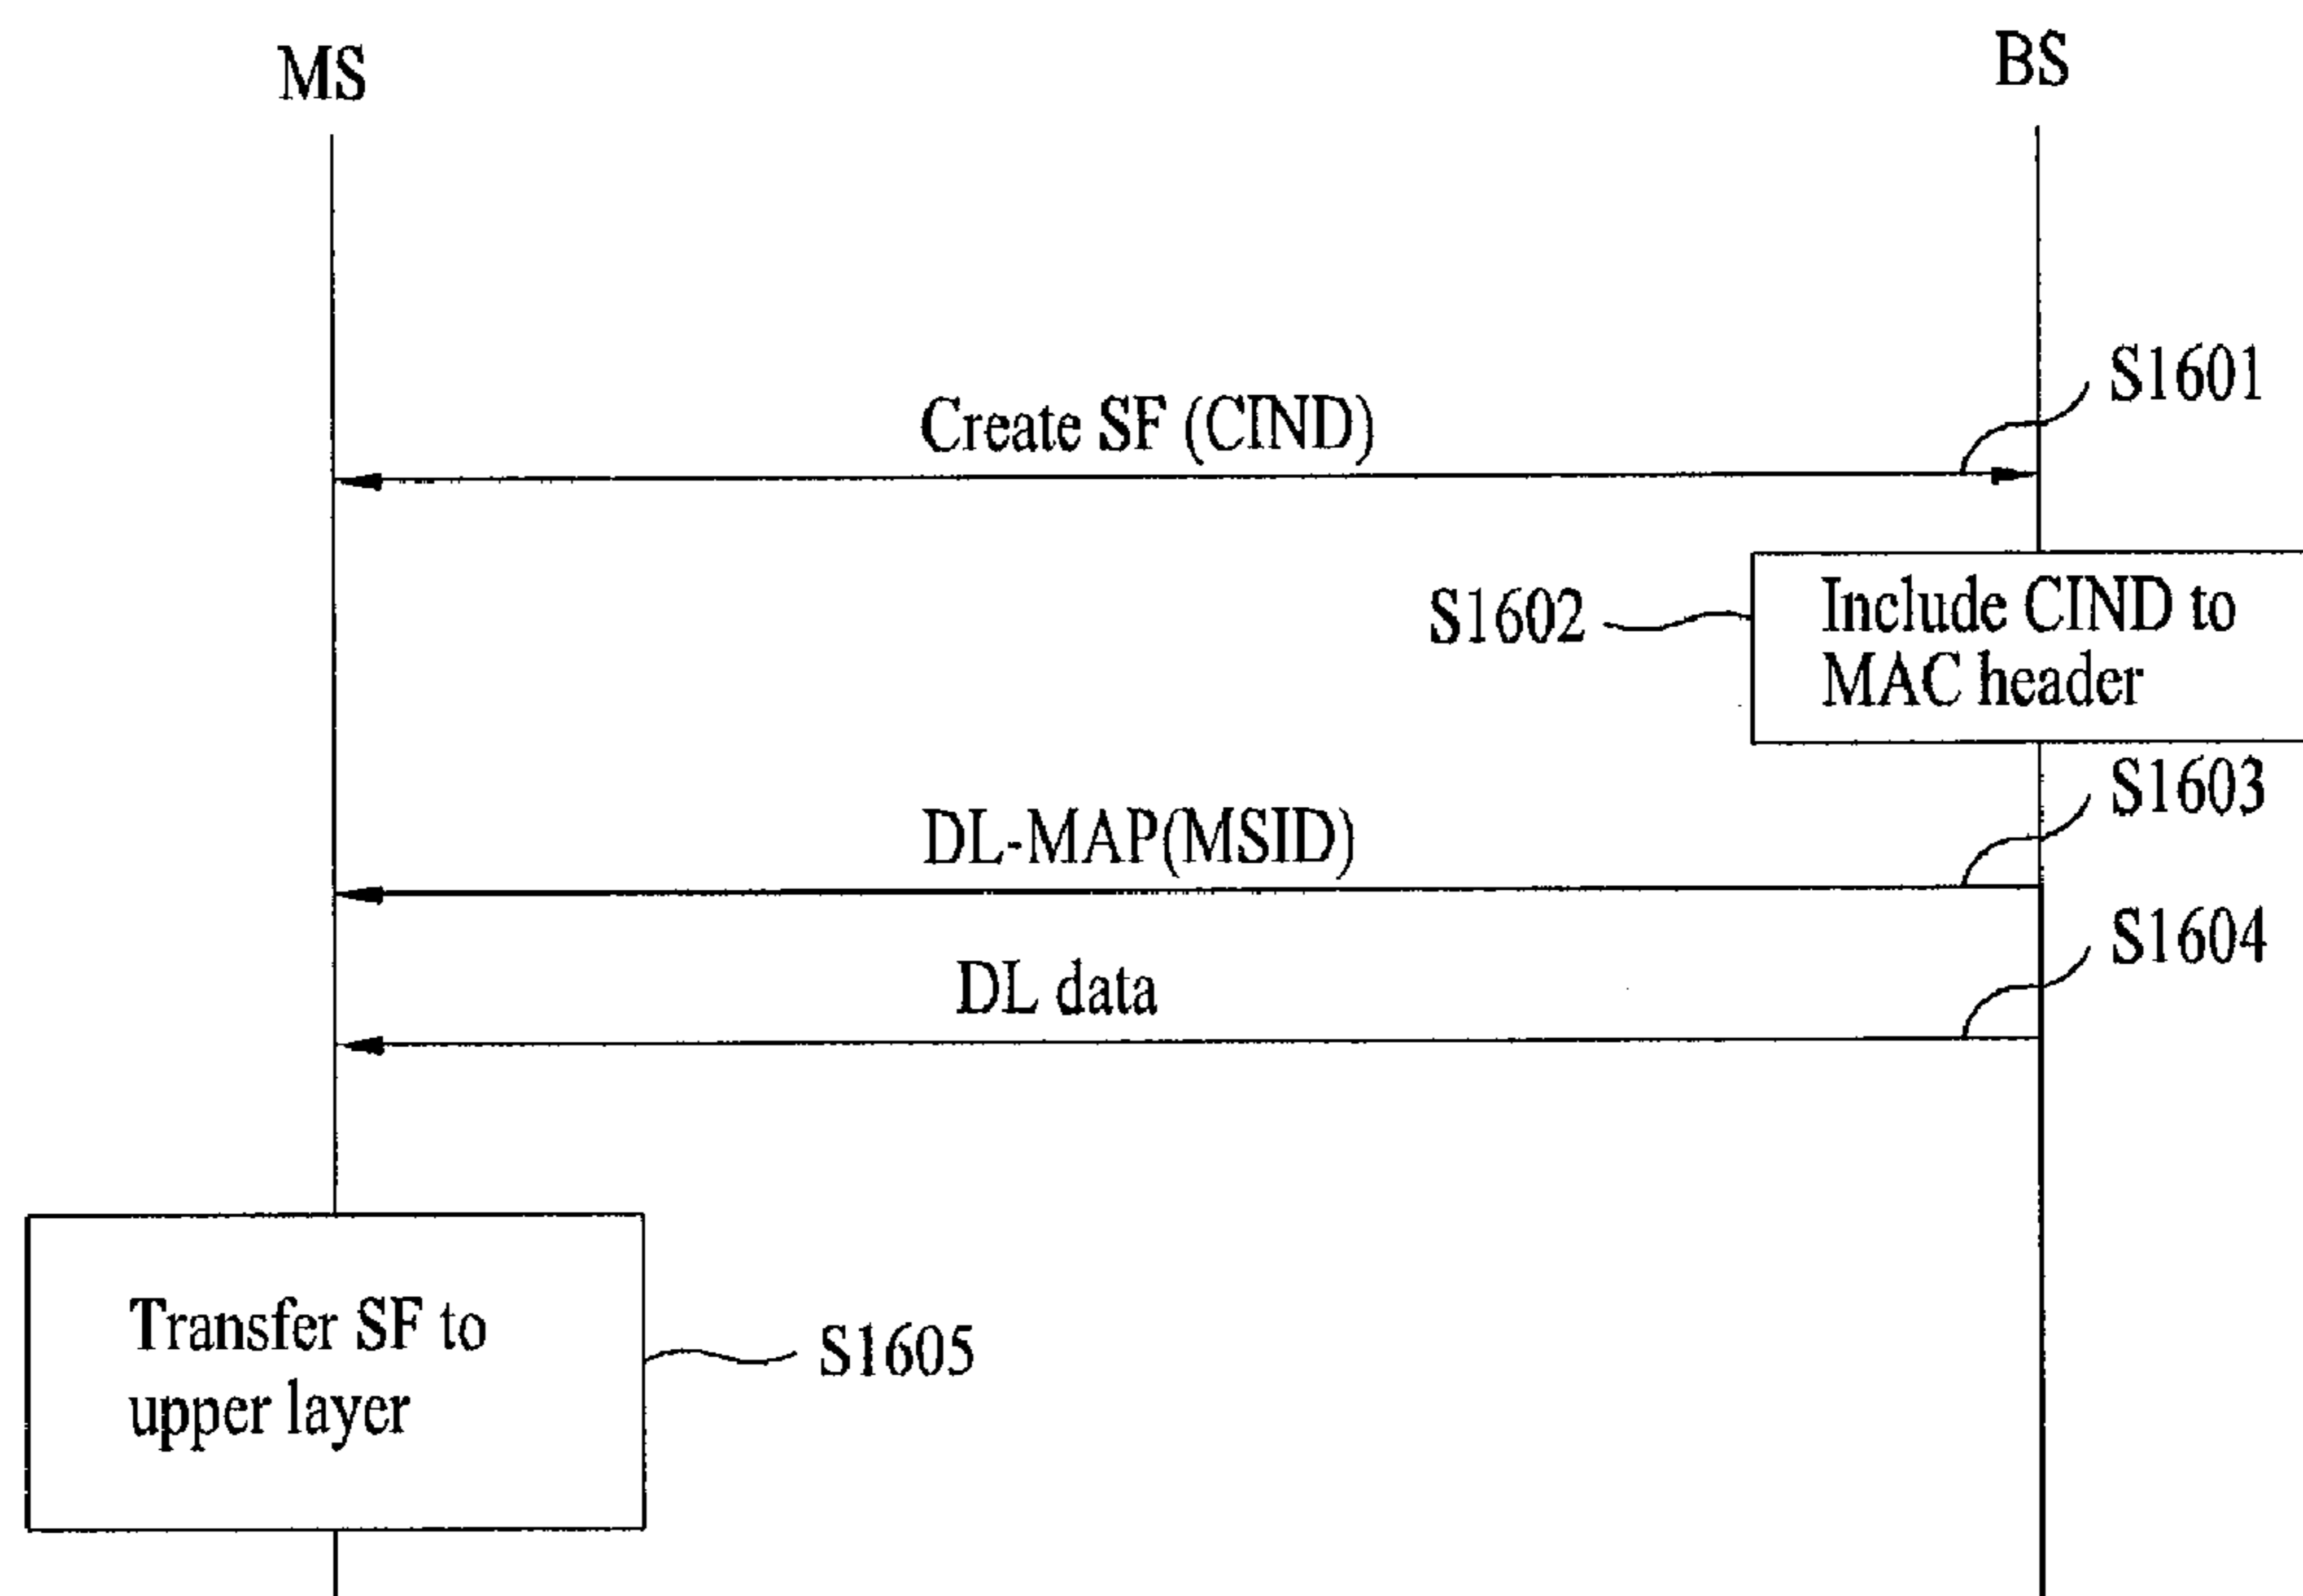 MS
BS
S1601
Create SF (CIND)
S1602
Include CIND to
MAC header
S1603
DL-MAP(MSID)
S1604
DL data
Transfer SF to
upper layer
S1605